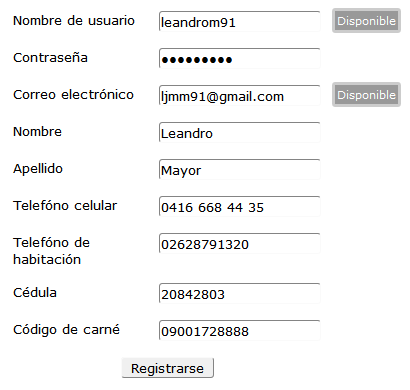 Nombre de usuario leandrom91 Disponible
Contraseña ●●●●●●●●●
Correo electrónico ljmm91@gmail.com Disponible
Nombre Leandro
Apellido Mayor
Telefóno celular 0416 668 44 35
Telefóno de 02628791320
habitación
Cédula 20842803
Código de carné 09001728888
Registrarse